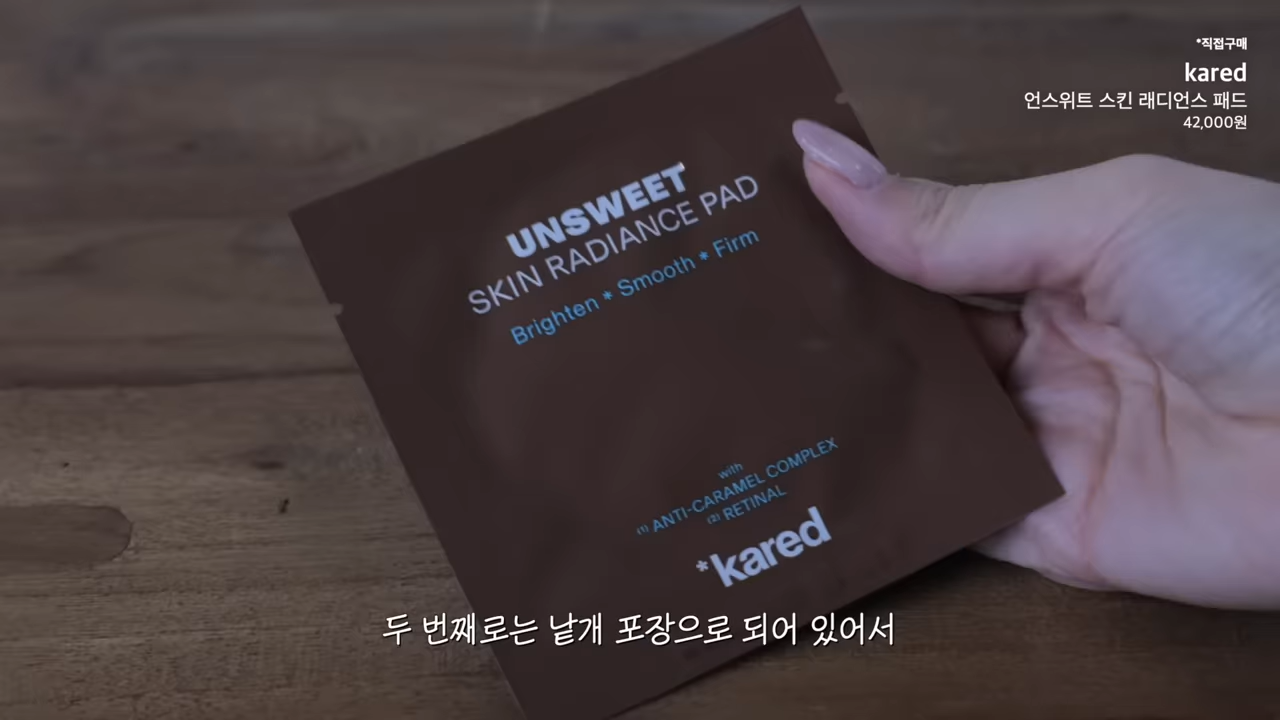 *직접구매
kared
언스위트 스킨 래디언스 패드
42,000원
UNSWEET
SKIN RADIANCE PAD
Brighten * Smooth * Firm
with
(1) ANTI-CARAMEL COMPLEX
(2) RETINAL
*kared
두 번째로는 낱개 포장으로 되어 있어서